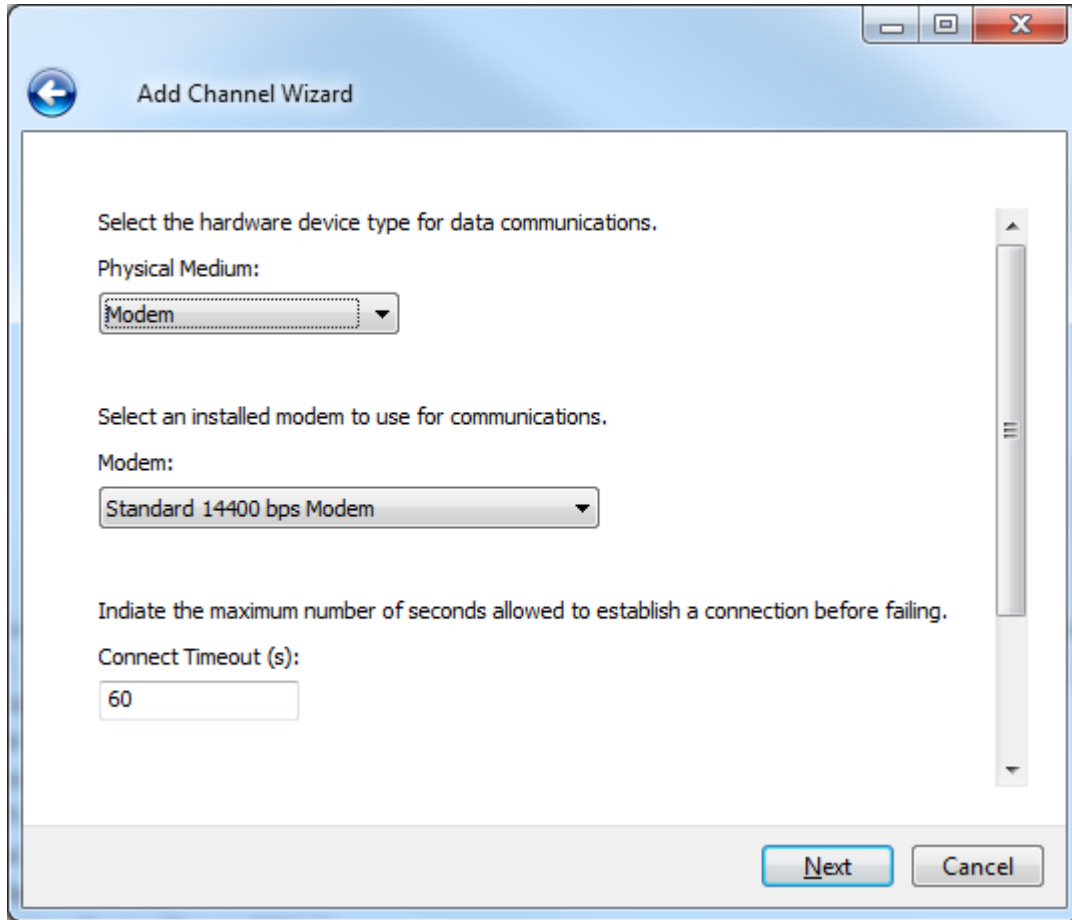 Add Channel Wizard
Select the hardware device type for data communications.
Physical Medium:
Modem
Select an installed modem to use for communications.
Modem:
Standard 14400 bps Modem
Indiate the maximum number of seconds allowed to establish a connection before failing.
Connect Timeout (s):
60
Next
Cancel